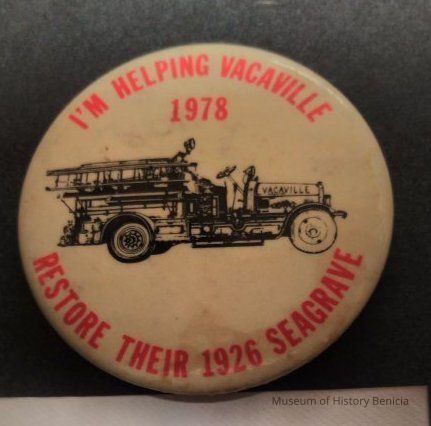 I'M HELPING VACAVILLE
1978
VACAVILLE
RESTORE THEIR 1926 SEAGRAVE
Museum of History Benicia